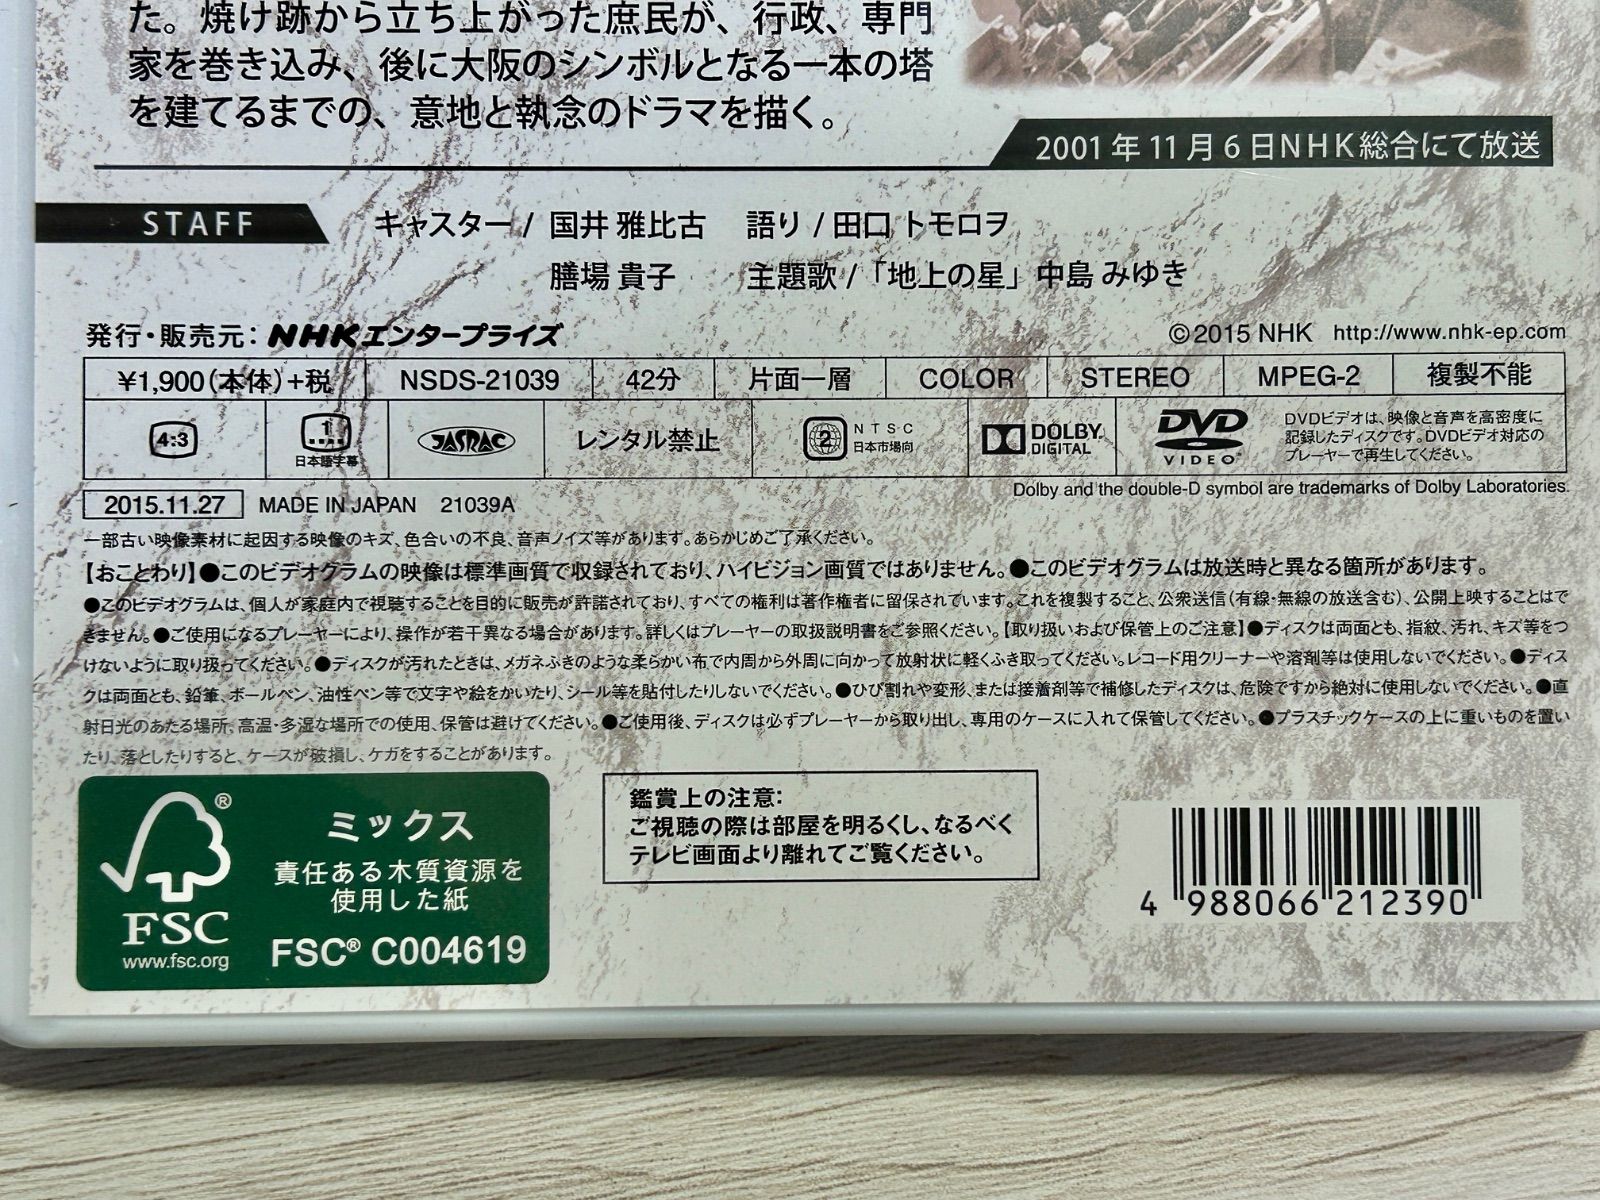 た。焼け跡から立ち上がった庶民が、行政、専門
家を巻き込み、後に大阪のシンボルとなる一本の塔
を建てるまでの、意地と執念のドラマを描く。
2001年11月6日NHK総合にて放送
STAFF キャスター/ 国井 雅比古 語り/田口 トモロヲ
膳場 貴子 主題歌/「地上の星」中島 みゆき
発行・販売元：NHKエンタープライズ ©2015 NHK http://www.nhk-ep.com
¥1,900(本体)+税 NSDS-21039 42分 片面一層 COLOR STEREO MPEG-2 複製不能
4:3 1 日本語字幕 JASRAC レンタル禁止 2 NTSC 日本市場向 DOLBY DIGITAL DVD VIDEO
DVDビデオは、映像と音声を高密度に
記録したディスクです。DVDビデオ対応の
プレーヤーで再生してください。
Dolby and the double-D symbol are trademarks of Dolby Laboratories.
2015.11.27 MADE IN JAPAN 21039A
一部古い映像素材に起因する映像のキズ、色合いの不良、音声ノイズ等があります。あらかじめご了承ください。
【おことわり】●このビデオグラムの映像は標準画質で収録されており、ハイビジョン画質ではありません。●このビデオグラムは放送時と異なる箇所があります。
●このビデオグラムは、個人が家庭内で視聴することを目的に販売が許諾されており、すべての権利は著作権者に留保されています。これを複製すること、公衆送信(有線・無線の放送含む)、公開上映することはで
きません。●ご使用になるプレーヤーにより、操作が若干異なる場合があります。詳しくはプレーヤーの取扱説明書をご参照ください。【取り扱いおよび保管上のご注意】●ディスクは両面とも、指紋、汚れ、キズ等をつ
けないように取り扱ってください。●ディスクが汚れたときは、メガネふきのような柔らかい布で内周から外周に向かって放射状に軽くふき取ってください。レコード用クリーナーや溶剤等は使用しないでください。●ディス
クは両面とも、鉛筆、ボールペン、油性ペン等で文字や絵をかいたり、シール等を貼付したりしないでください。●ひび割れや変形、または接着剤等で補修したディスクは、危険ですから絶対に使用しないでください。●直
射日光のあたる場所、高温・多湿な場所での使用、保管は避けてください。●ご使用後、ディスクは必ずプレーヤーから取り出し、専用のケースに入れて保管してください。●プラスチックケースの上に重いものを置い
たり、落としたりすると、ケースが破損し、ケガをすることがあります。
FSC®
www.fsc.org
ミックス
責任ある木質資源を
使用した紙
FSC® C004619
鑑賞上の注意：
ご視聴の際は部屋を明るくし、なるべく
テレビ画面より離れてご覧ください。
4 988066 212390